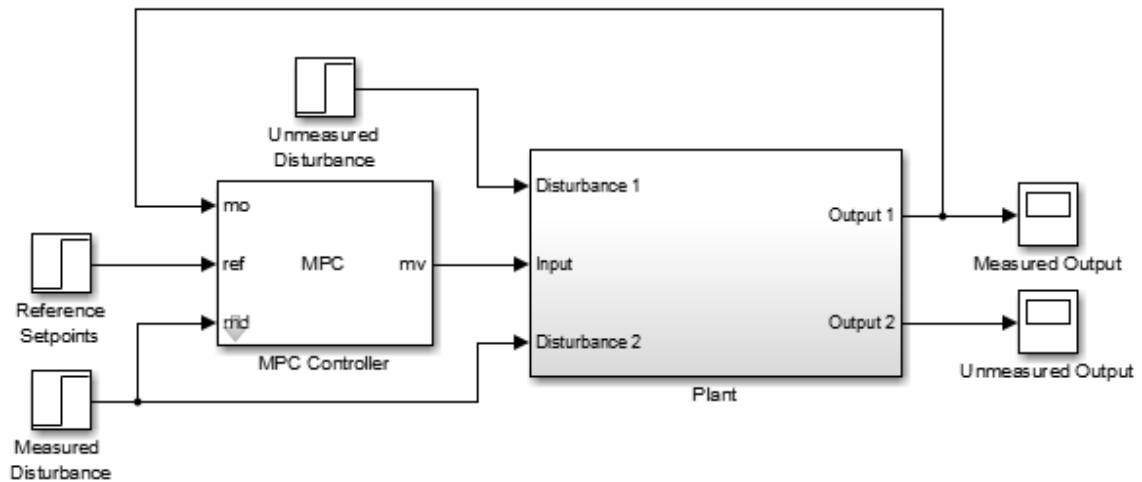 Unmeasured
Disturbance
mo
ref
md
MPC
mv
MPC Controller
Reference
Setpoints
Measured
Disturbance
Disturbance 1
Input
Disturbance 2
Output 1
Output 2
Plant
Measured Output
Unmeasured Output